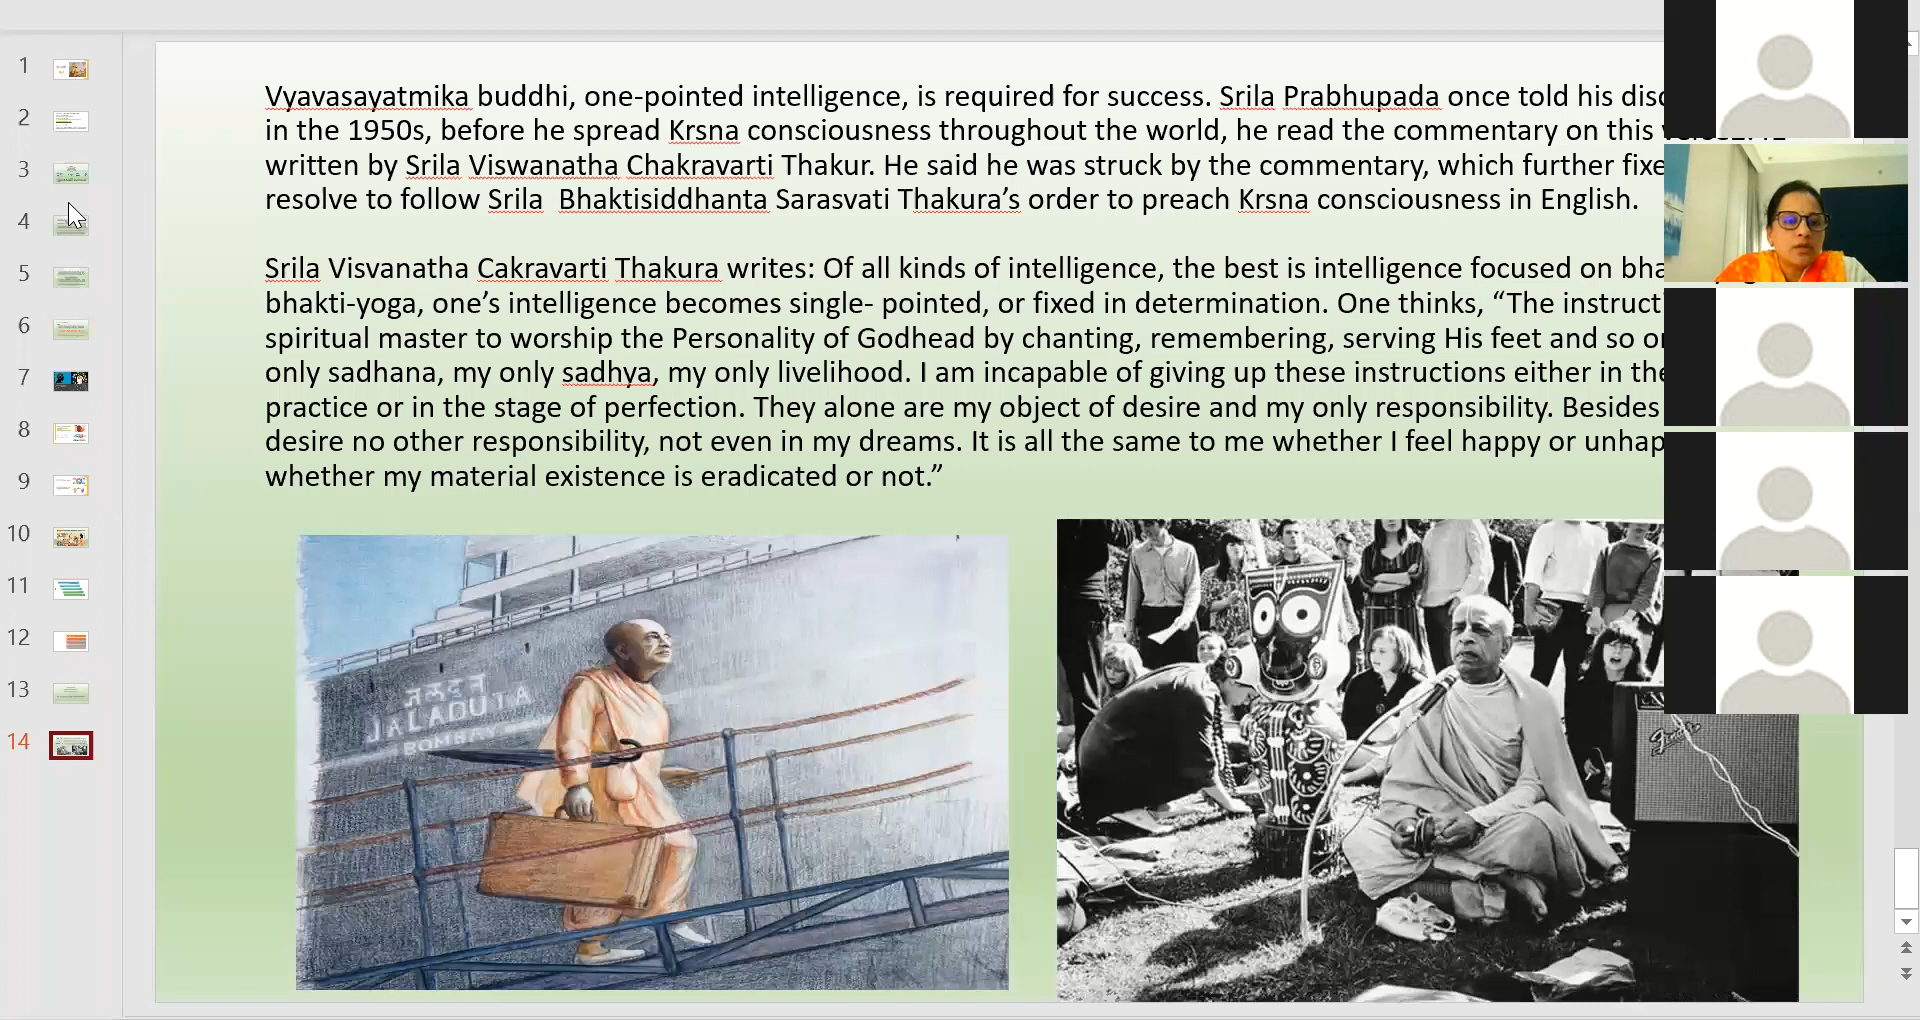 1
2
3
4
5
6
7
8
9
10
11
12
13
14
Vyavasayatmika buddhi, one-pointed intelligence, is required for success. Srila Prabhupada once told his
in the 1950s, before he spread Krsna consciousness throughout the world, he read the commentary on this
written by Srila Viswanatha Chakravarti Thakur. He said he was struck by the commentary, which further
resolve to follow Srila Bhaktisiddhanta Sarasvati Thakura’s order to preach Krsna consciousness in English.
Srila Visvanatha Cakravarti Thakura writes: Of all kinds of intelligence, the best is intelligence focused on
bhakti-yoga, one’s intelligence becomes single- pointed, or fixed in determination. One thinks, “The
spiritual master to worship the Personality of Godhead by chanting, remembering, serving His feet and so
only sadhana, my only sadhya, my only livelihood. I am incapable of giving up these instructions either in
practice or in the stage of perfection. They alone are my object of desire and my only responsibility. Besides
desire no other responsibility, not even in my dreams. It is all the same to me whether I feel happy or
whether my material existence is eradicated or not.”
JALADUTA
BOMBAY
Fender